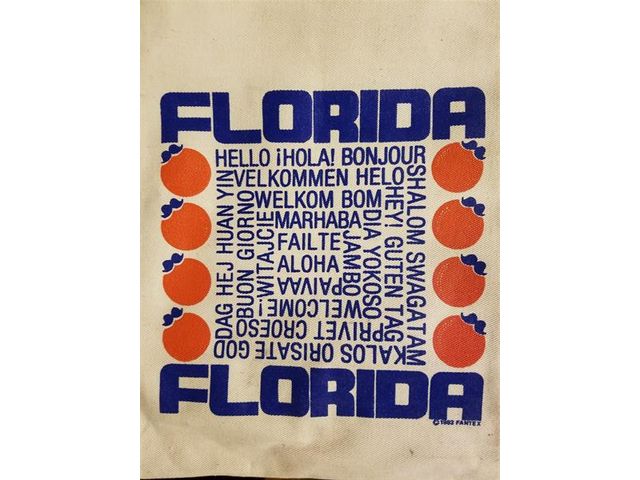 FLORIDA
HELLO ¡HOLA! BONJOUR
SHALOM SWAGATAM
KALOS ORISATE GOD
DAG HEJ HUAN YIN
VELKOMMEN HELO
HEY! GUTEN TAG
PRIVET CROESO
BUON GIORNO
WELKOM BOM
DIA YOKOSO
WELCOME!
WITAJCIE
MARHABA
JAMBO
PAIVAA
FAILTE
ALOHA
FLORIDA
©1982 FANTEX